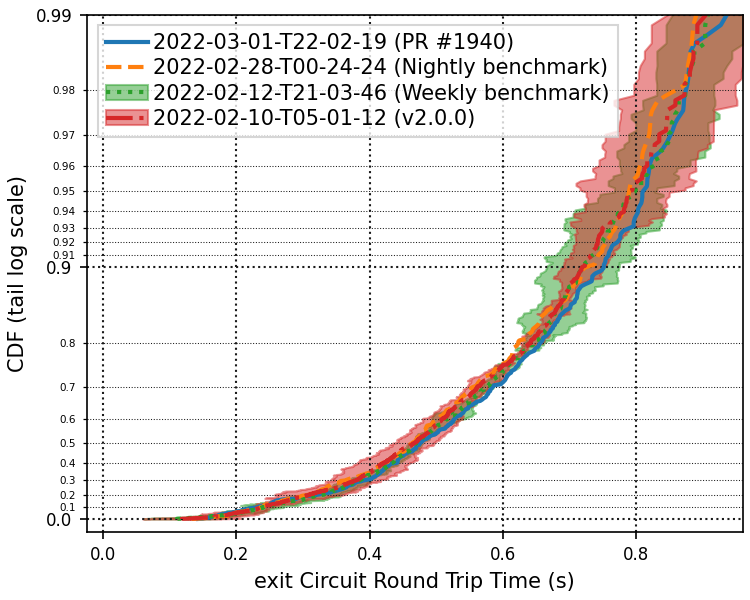 0.99
2022-03-01-T22-02-19 (PR #1940)
2022-02-28-T00-24-24 (Nightly benchmark)
2022-02-12-T21-03-46 (Weekly benchmark)
2022-02-10-T05-01-12 (v2.0.0)
0.98
0.97
0.96
0.95
0.94
0.93
0.92
0.91
0.9
0.8
0.7
0.6
0.5
0.4
0.3
0.2
0.1
0.0
CDF (tail log scale)
0.0 0.2 0.4 0.6 0.8
exit Circuit Round Trip Time (s)